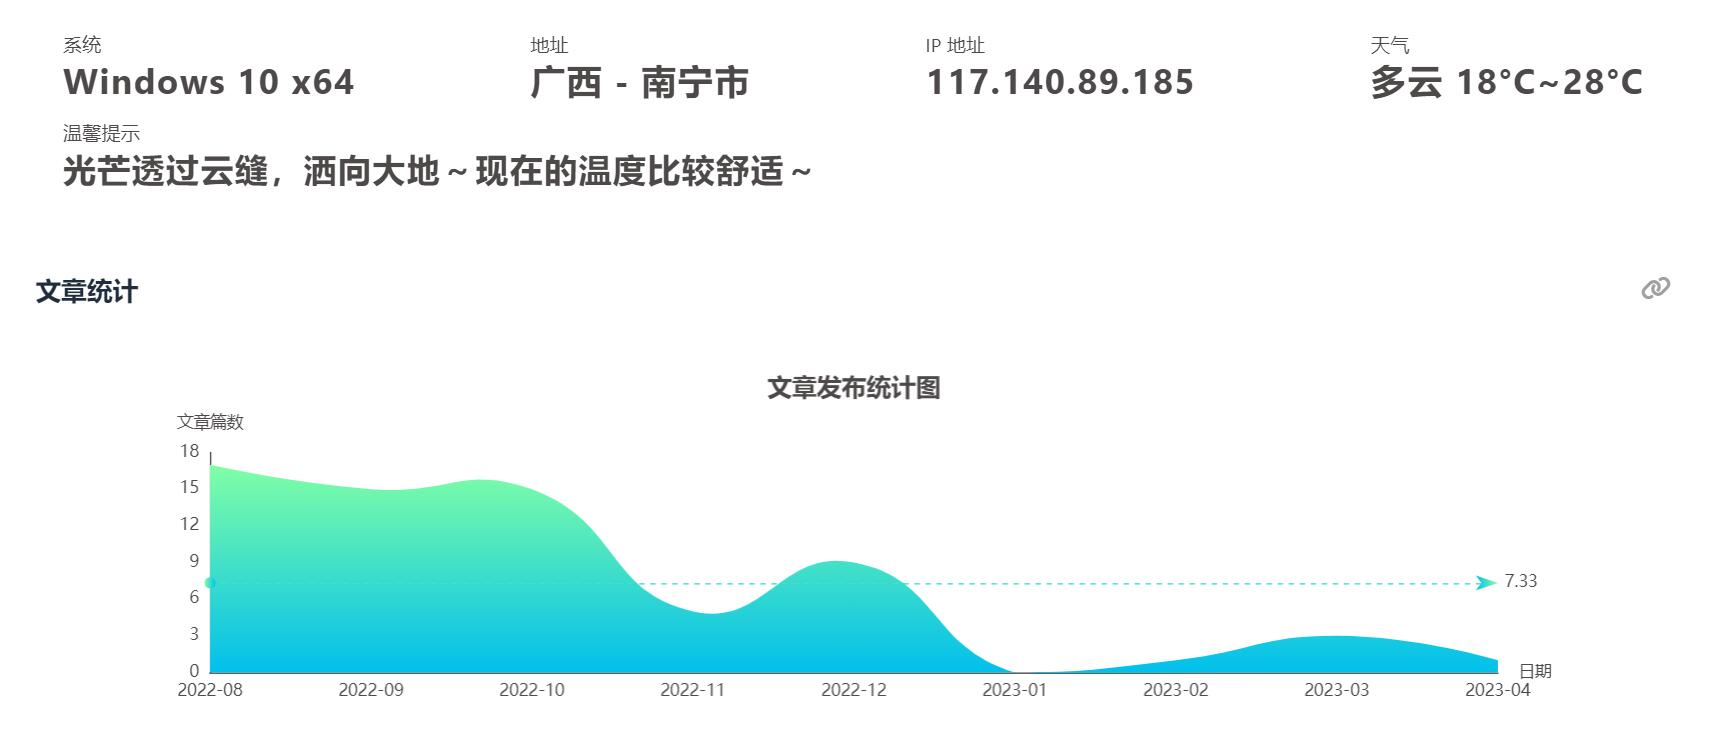 系统
Windows 10 x64
地址
广西 - 南宁市
IP 地址
117.140.89.185
天气
多云 18°C~28°C
温馨提示
光芒透过云缝，洒向大地～现在的温度比较舒适～
文章统计
文章发布统计图
文章篇数
18
15
12
9
6
3
0
7.33
日期
2022-08
2022-09
2022-10
2022-11
2022-12
2023-01
2023-02
2023-03
2023-04